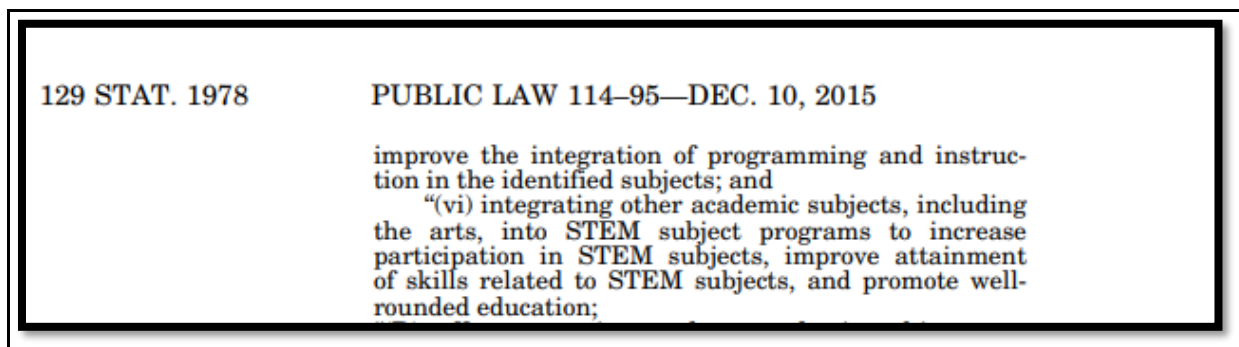 129 STAT. 1978 PUBLIC LAW 114–95—DEC. 10, 2015
improve the integration of programming and instruc-
tion in the identified subjects; and
“(vi) integrating other academic subjects, including
the arts, into STEM subject programs to increase
participation in STEM subjects, improve attainment
of skills related to STEM subjects, and promote well-
rounded education;